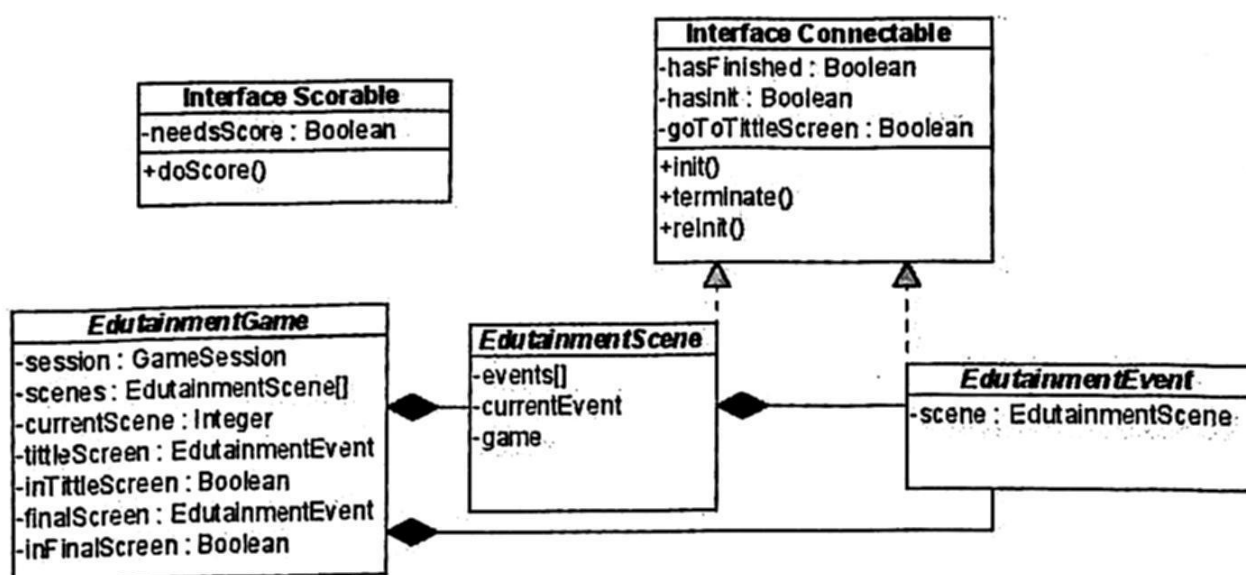 Interface Connectable
-hasFinished : Boolean
-hasInit : Boolean
-goToTittleScreen : Boolean
+init()
+terminate()
+reInit()
Interface Scorable
-needsScore : Boolean
+doScore()
EdutainmentGame
-session : GameSession
-scenes : EdutainmentScene[]
-currentScene : Integer
-tittleScreen : EdutainmentEvent
-inTittleScreen : Boolean
-finalScreen : EdutainmentEvent
-inFinalScreen : Boolean
EdutainmentScene
-events[]
-currentEvent
-game
EdutainmentEvent
-scene : EdutainmentScene